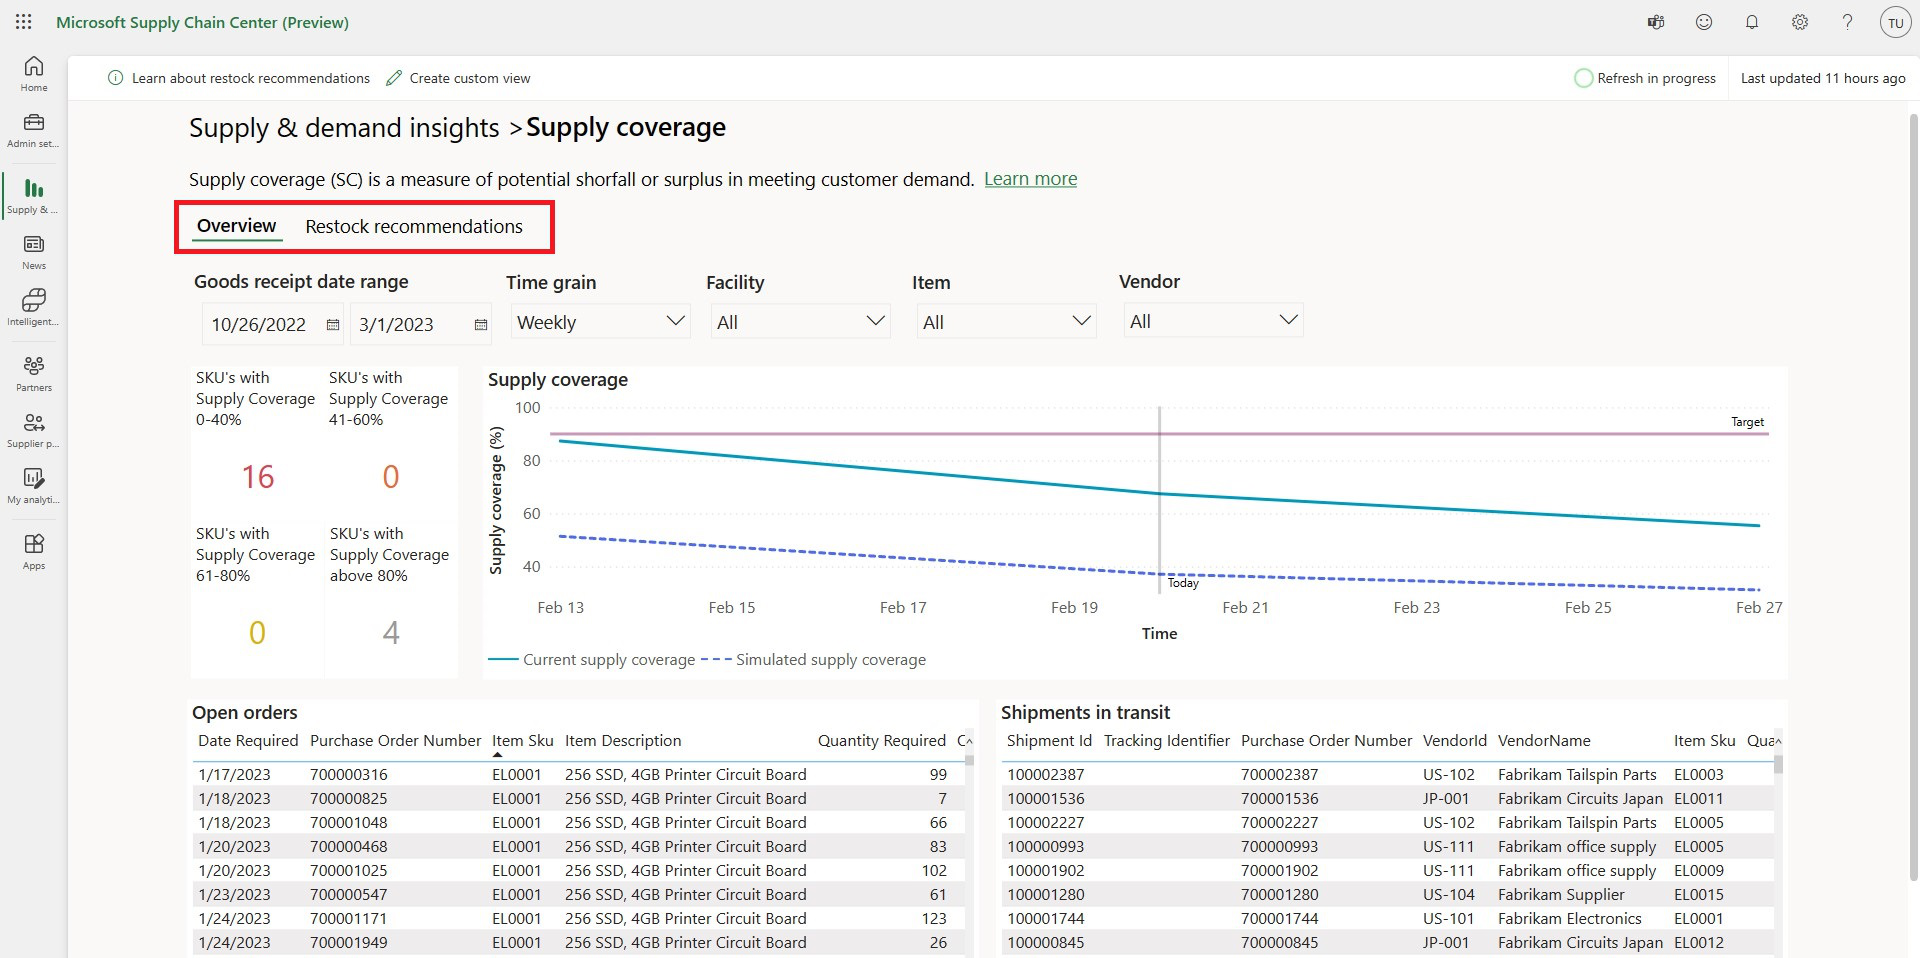 Microsoft Supply Chain Center (Preview)
TU
Home
Admin set...
Supply & ...
News
Intelligent...
Partners
Supplier p...
My analyti...
Apps
Learn about restock recommendations
Create custom view
Refresh in progress
Last updated 11 hours ago
Supply & demand insights >Supply coverage
Supply coverage (SC) is a measure of potential shorfall or surplus in meeting customer demand. Learn more
Overview Restock recommendations
Goods receipt date range Time grain Facility Item Vendor
10/26/2022 3/1/2023 Weekly All All All
SKU's with
Supply Coverage
0-40%
16
SKU's with
Supply Coverage
41-60%
0
SKU's with
Supply Coverage
61-80%
0
SKU's with
Supply Coverage
above 80%
4
Supply coverage
Supply coverage (%)
100
80
60
40
Target
Today
Feb 13 Feb 15 Feb 17 Feb 19 Feb 21 Feb 23 Feb 25 Feb 27
Time
Current supply coverage Simulated supply coverage
Open orders
Date Required Purchase Order Number Item Sku Item Description Quantity Required
1/17/2023 700000316 EL0001 256 SSD, 4GB Printer Circuit Board 99
1/18/2023 700000825 EL0001 256 SSD, 4GB Printer Circuit Board 7
1/18/2023 700001048 EL0001 256 SSD, 4GB Printer Circuit Board 66
1/20/2023 700000468 EL0001 256 SSD, 4GB Printer Circuit Board 83
1/20/2023 700001025 EL0001 256 SSD, 4GB Printer Circuit Board 102
1/23/2023 700000547 EL0001 256 SSD, 4GB Printer Circuit Board 61
1/24/2023 700001171 EL0001 256 SSD, 4GB Printer Circuit Board 123
1/24/2023 700001949 EL0001 256 SSD, 4GB Printer Circuit Board 26
Shipments in transit
Shipment Id Tracking Identifier Purchase Order Number VendorId VendorName Item Sku Qua
100002387 700002387 US-102 Fabrikam Tailspin Parts EL0003
100001536 700001536 JP-001 Fabrikam Circuits Japan EL0011
100002227 700002227 US-102 Fabrikam Tailspin Parts EL0005
100000993 700000993 US-111 Fabrikam office supply EL0005
100001902 700001902 US-111 Fabrikam office supply EL0009
100001280 700001280 US-104 Fabrikam Supplier EL0015
100001744 700001744 US-101 Fabrikam Electronics EL0001
100000845 700000845 JP-001 Fabrikam Circuits Japan EL0012